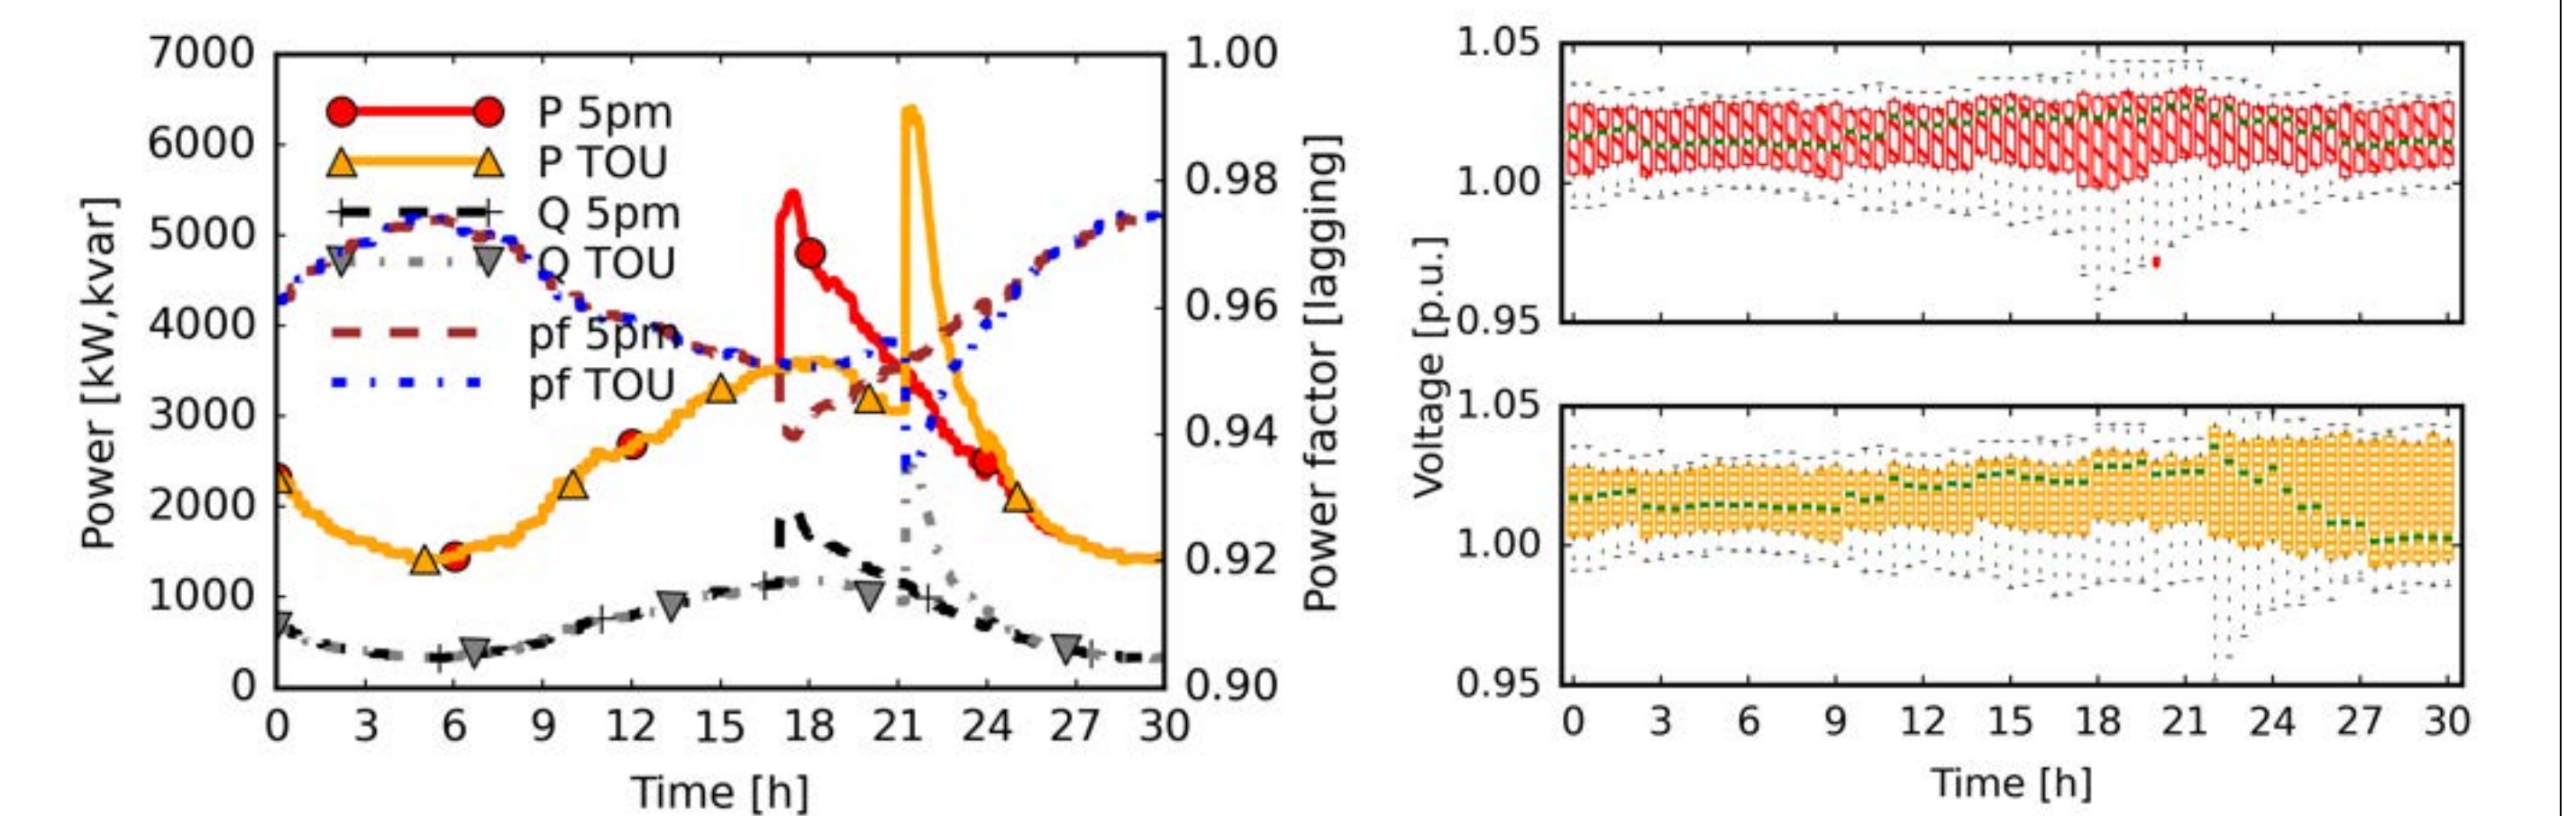 7000
6000
5000
4000
3000
2000
1000
0
Power [kW,kvar]
P 5pm
P TOU
Q 5pm
Q TOU
pf 5pm
pf TOU
1.00
0.98
0.96
0.94
0.92
0.90
Power factor [lagging]
0 3 6 9 12 15 18 21 24 27 30
Time [h]
Voltage [p.u.]
1.05
1.00
0.95
1.05
1.00
0.95
0 3 6 9 12 15 18 21 24 27 30
Time [h]